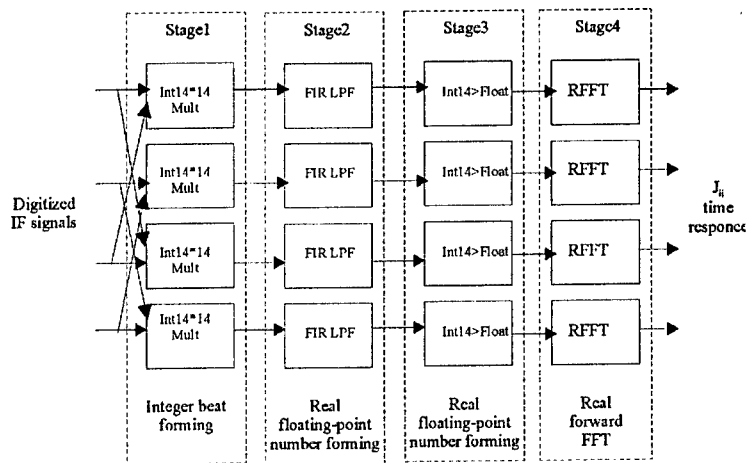 Stage1 Stage2 Stage3 Stage4
Int14*14
Mult
FIR LPF
Int14>Float
RFFT
Int14*14
Mult
FIR LPF
Int14>Float
RFFT
Digitized
IF signals
Jij
time
responce
Int14*14
Mult
FIR LPF
Int14>Float
RFFT
Int14*14
Mult
FIR LPF
Int14>Float
RFFT
Integer beat
forming
Real
floating-point
number forming
Real
floating-point
number forming
Real
forward
FFT